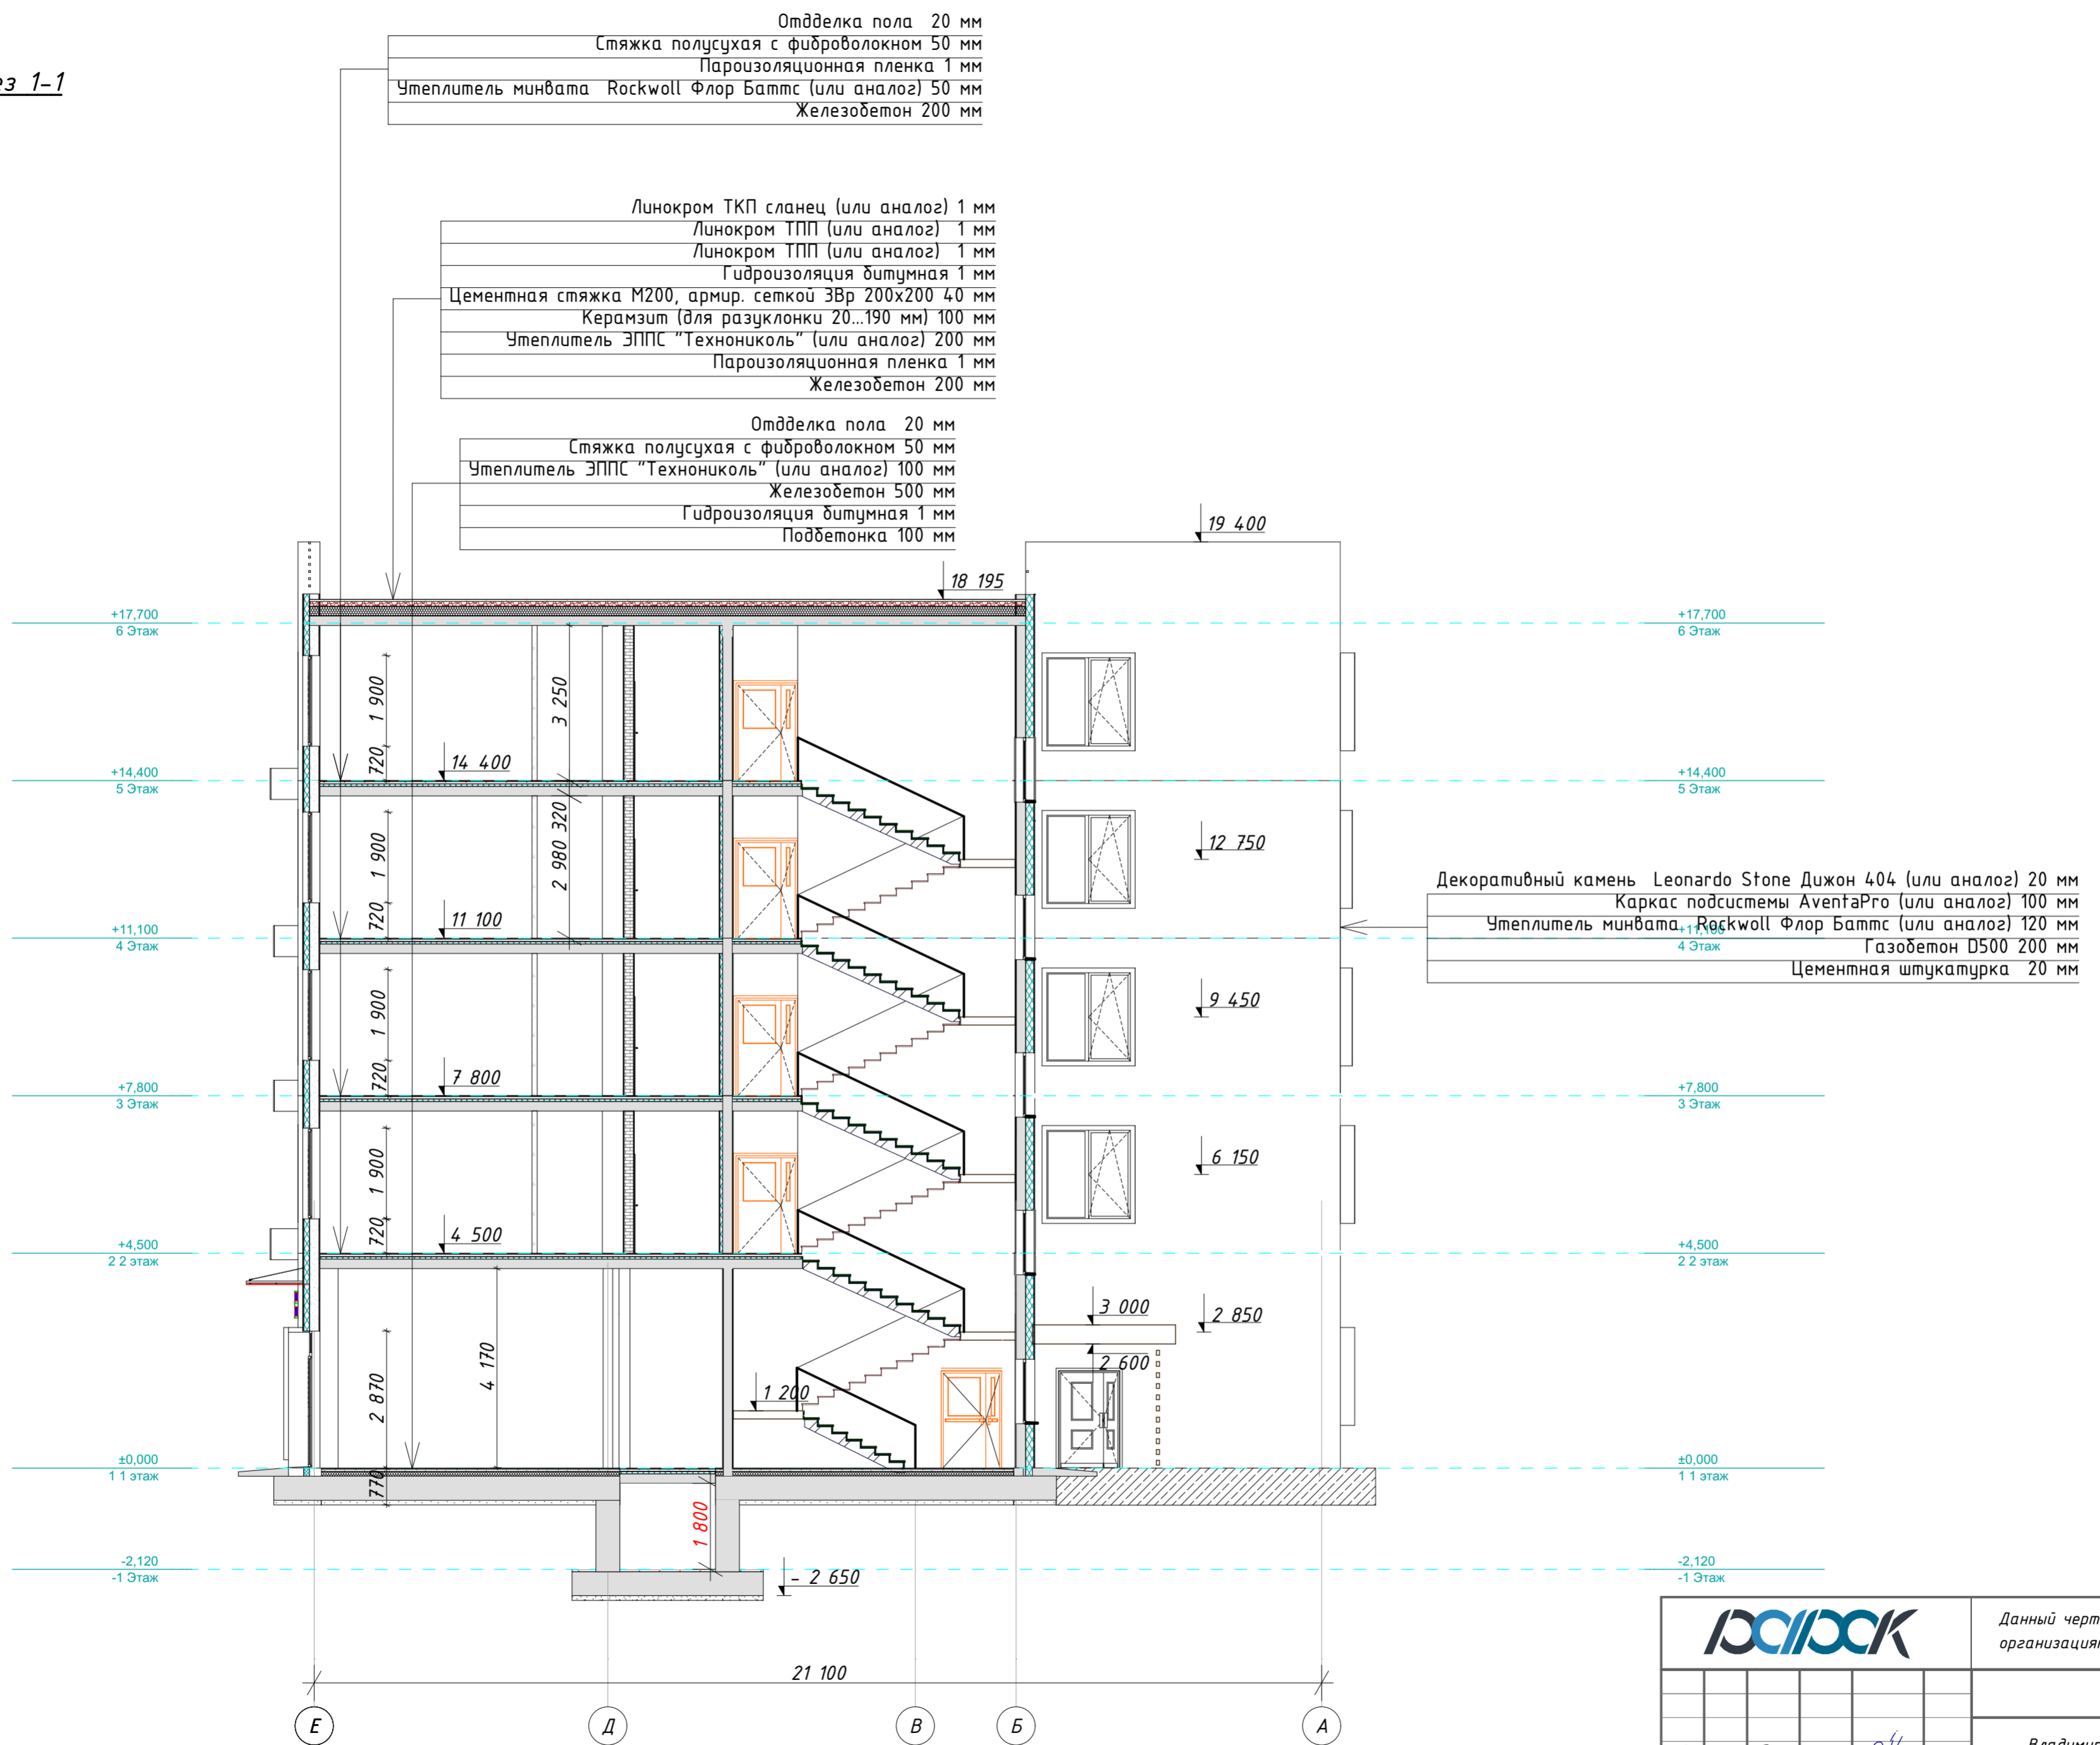 ез 1-1
Отдделка пола 20 мм
Стяжка полусухая с фиброволокном 50 мм
Пароизоляционная пленка 1 мм
Утеплитель минвата Rockwoll Флор Баттс (или аналог) 50 мм
Железобетон 200 мм
Линокром ТКП сланец (или аналог) 1 мм
Линокром ТПП (или аналог) 1 мм
Линокром ТПП (или аналог) 1 мм
Гидроизоляция битумная 1 мм
Цементная стяжка М200, армир. сеткой 3Вр 200х200 40 мм
Керамзит (для разуклонки 20...190 мм) 100 мм
Утеплитель ЭППС "Технониколь" (или аналог) 200 мм
Пароизоляционная пленка 1 мм
Железобетон 200 мм
Отдделка пола 20 мм
Стяжка полусухая с фиброволокном 50 мм
Утеплитель ЭППС "Технониколь" (или аналог) 100 мм
Железобетон 500 мм
Гидроизоляция битумная 1 мм
Подбетонка 100 мм
19 400
18 195
+17,700
6 Этаж
+17,700
6 Этаж
1 900
3 250
720
14 400
+14,400
5 Этаж
+14,400
5 Этаж
1 900
2 980
320
12 750
720
11 100
+11,100
4 Этаж
+11,100
4 Этаж
Декоративный камень Leonardo Stone Дижон 404 (или аналог) 20 мм
Каркас подсистемы AventaPro (или аналог) 100 мм
Утеплитель минвата Rockwoll Флор Баттс (или аналог) 120 мм
Газобетон D500 200 мм
Цементная штукатурка 20 мм
1 900
9 450
720
7 800
+7,800
3 Этаж
+7,800
3 Этаж
1 900
6 150
720
4 500
+4,500
2 2 этаж
+4,500
2 2 этаж
3 000
2 850
2 600
4 170
2 870
1 200
±0,000
1 1 этаж
±0,000
1 1 этаж
770
1 800
-2,120
-1 Этаж
-2,120
-1 Этаж
- 2 650
21 100
Е
Д
В
Б
А
Данный черт
организация
Владимир